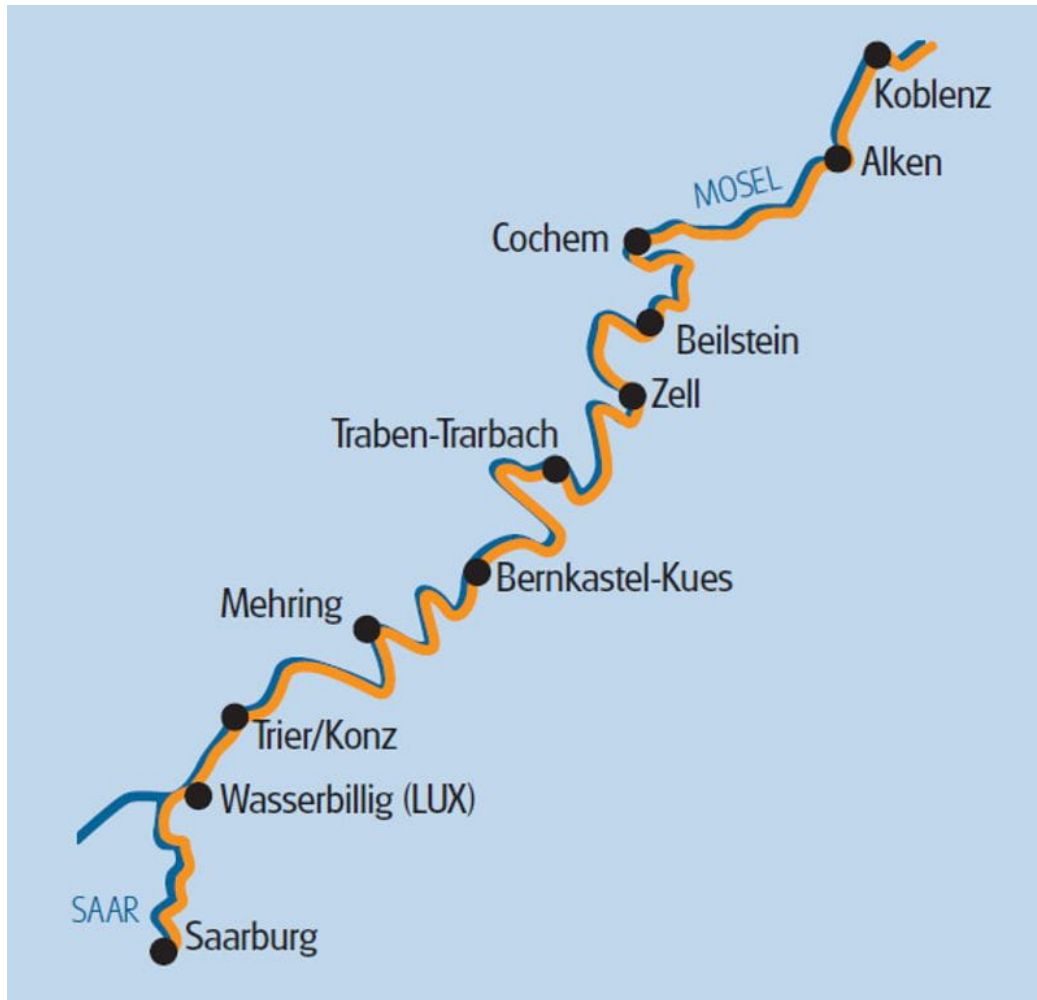 Koblenz
Alken
MOSEL
Cochem
Beilstein
Zell
Traben-Trarbach
Bernkastel-Kues
Mehring
Trier/Konz
Wasserbillig (LUX)
SAAR
Saarburg